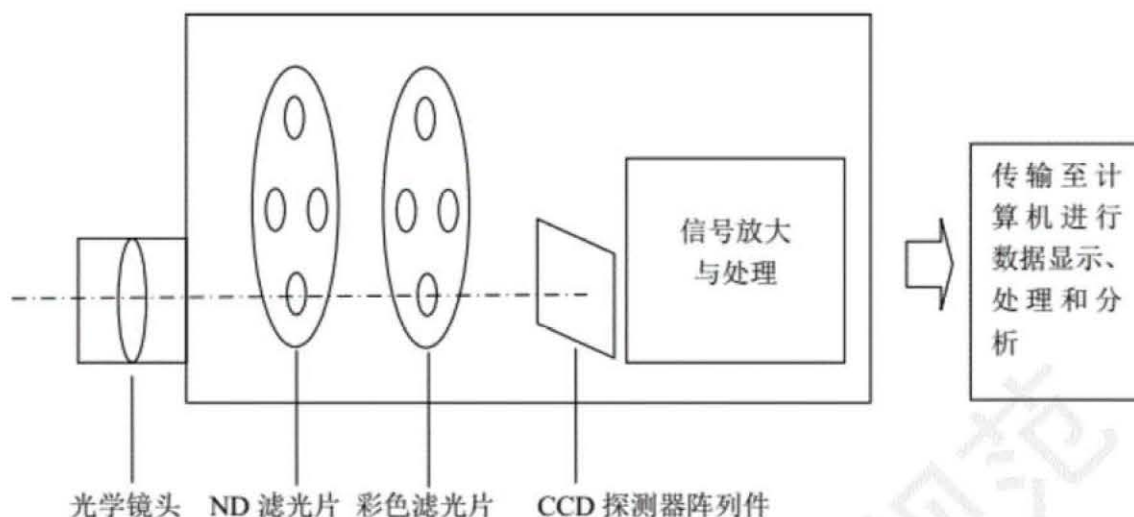 信号放大
与处理
传输至计
算机进行
数据显示、
处理和分
析
光学镜头 ND 滤光片 彩色滤光片 CCD 探测器阵列件
范